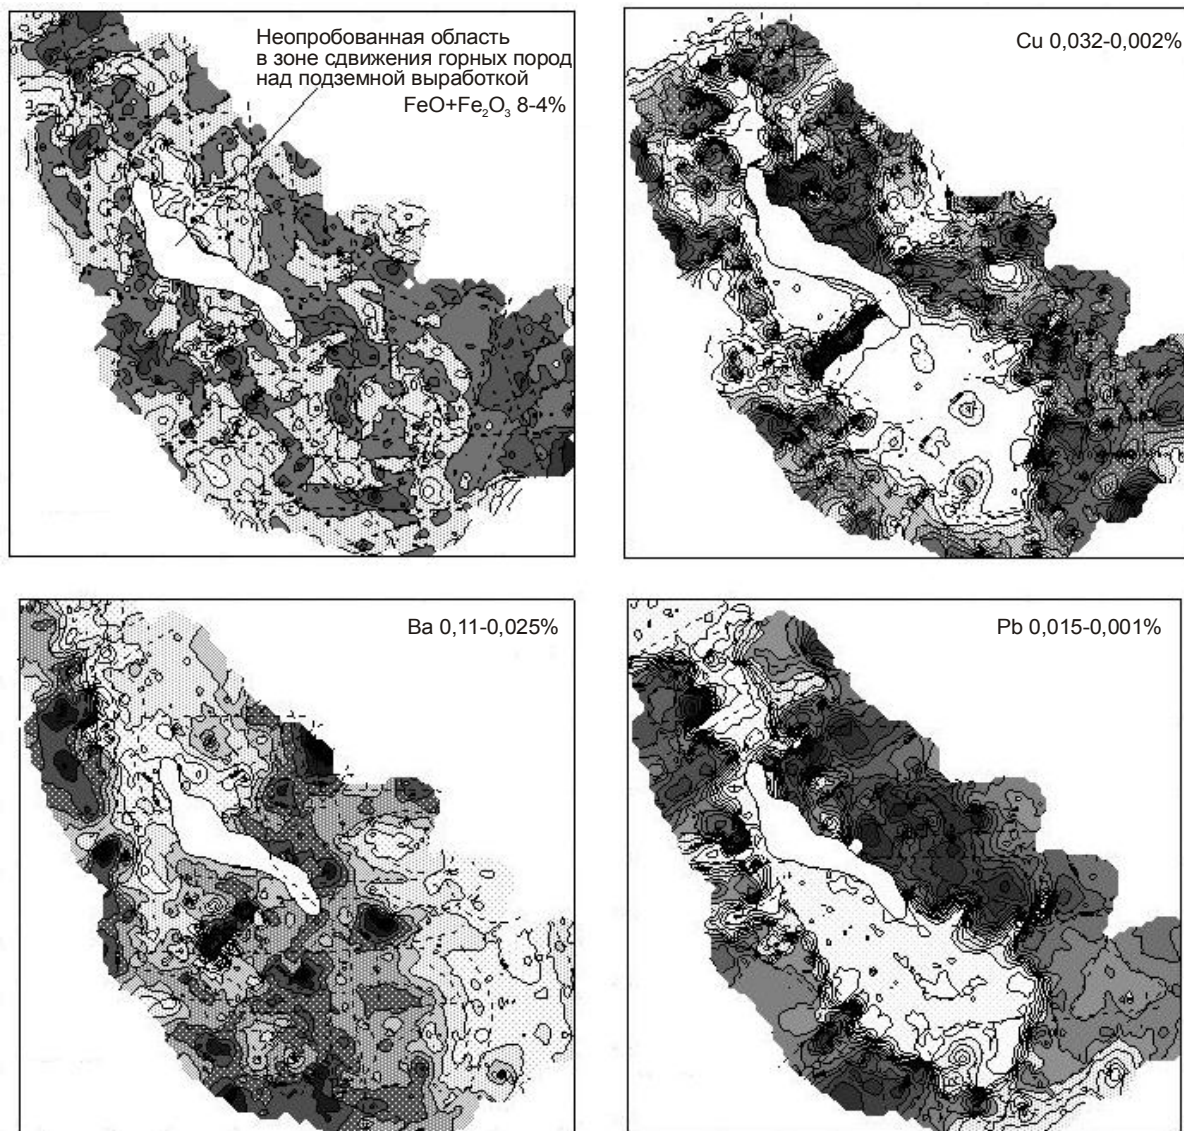 Неопробованная область
в зоне сдвижения горных пород
над подземной выработкой
FeO+Fe₂O₃ 8-4%
Cu 0,032-0,002%
Ba 0,11-0,025%
Pb 0,015-0,001%